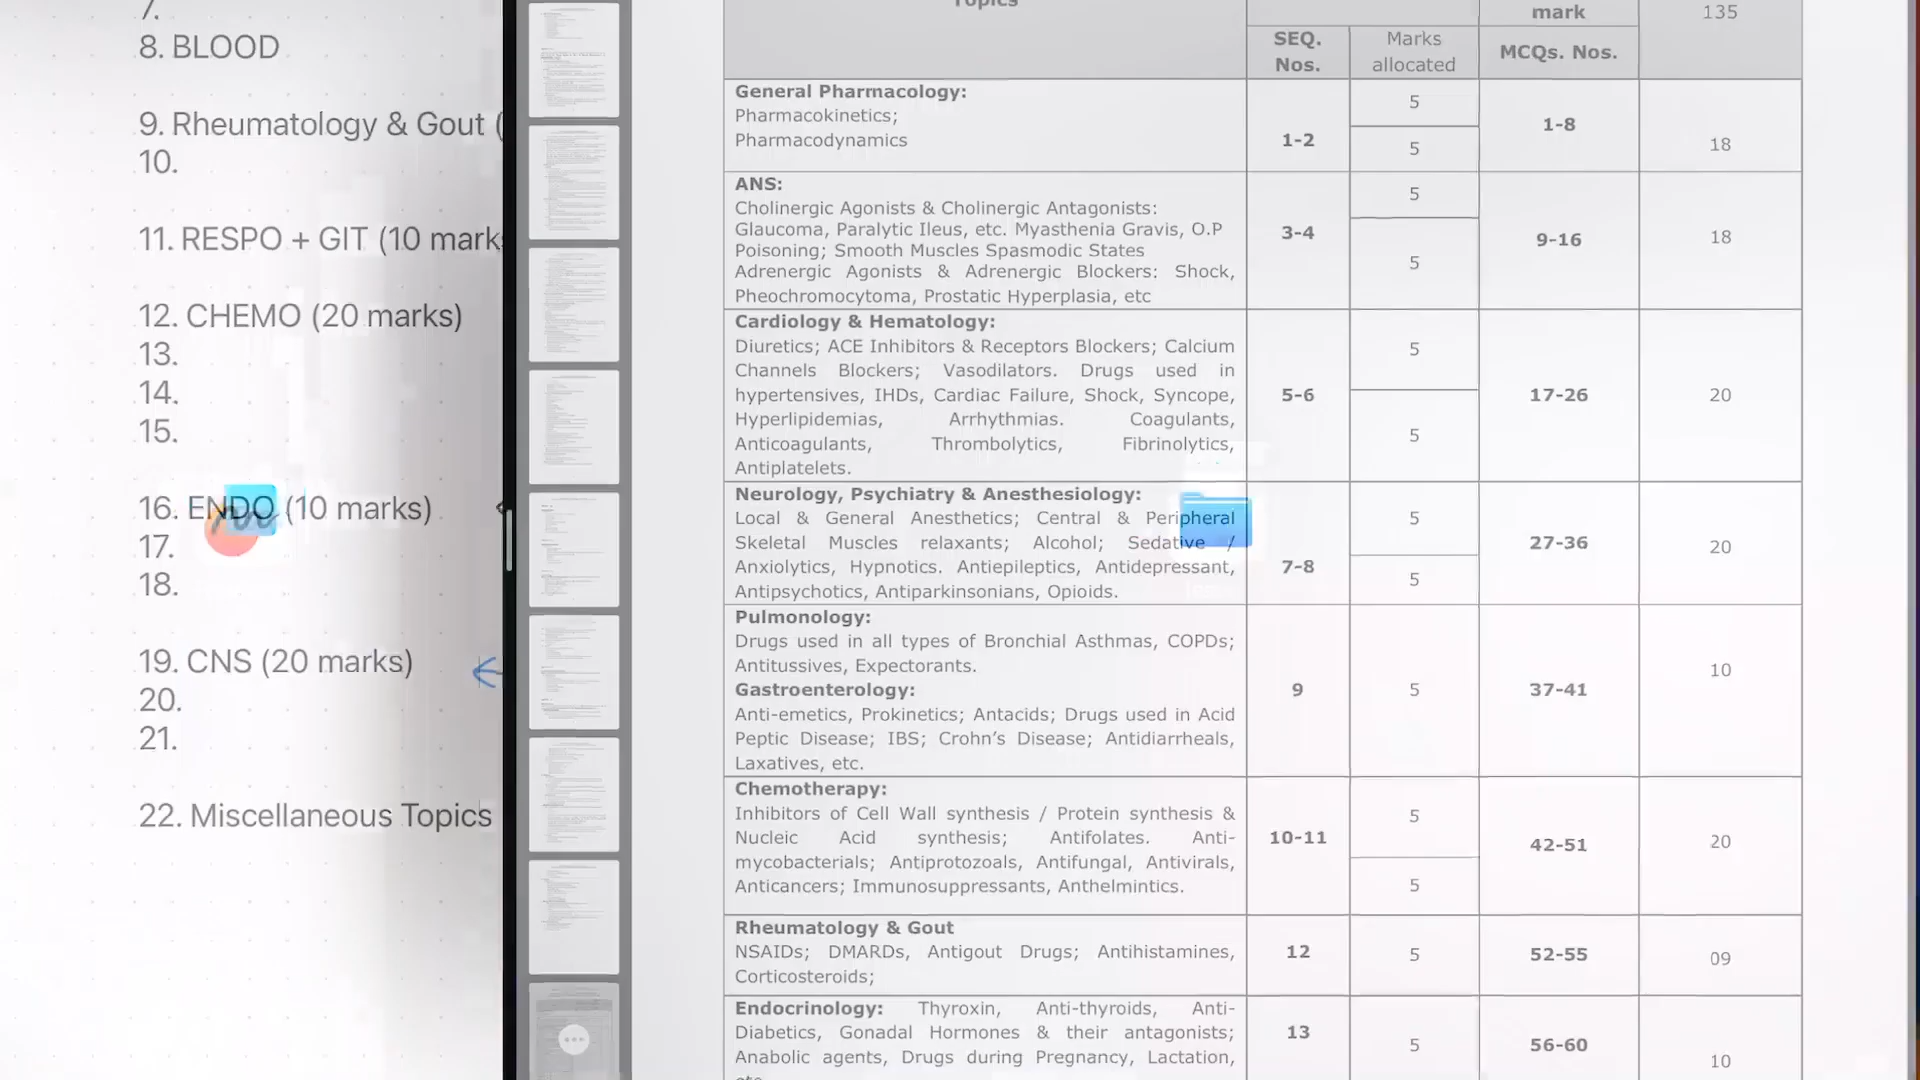 7.
8. BLOOD
9. Rheumatology & Gout (
10.
11. RESPO + GIT (10 marks
12. CHEMO (20 marks)
13.
14.
15.
16. ENDO (10 marks)
17.
18.
19. CNS (20 marks)
20.
21.
22. Miscellaneous Topics
Topics
mark
135
SEQ.
Nos.
Marks
allocated
MCQs. Nos.
General Pharmacology:
Pharmacokinetics;
Pharmacodynamics
1-2
5
5
1-8
18
ANS:
Cholinergic Agonists & Cholinergic Antagonists:
Glaucoma, Paralytic Ileus, etc. Myasthenia Gravis, O.P
Poisoning; Smooth Muscles Spasmodic States
Adrenergic Agonists & Adrenergic Blockers: Shock,
Pheochromocytoma, Prostatic Hyperplasia, etc
3-4
5
5
9-16
18
Cardiology & Hematology:
Diuretics; ACE Inhibitors & Receptors Blockers; Calcium
Channels Blockers; Vasodilators. Drugs used in
hypertensives, IHDs, Cardiac Failure, Shock, Syncope,
Hyperlipidemias, Arrhythmias. Coagulants,
Anticoagulants, Thrombolytics, Fibrinolytics,
Antiplatelets.
5-6
5
5
17-26
20
Neurology, Psychiatry & Anesthesiology:
Local & General Anesthetics; Central & Peripheral
Skeletal Muscles relaxants; Alcohol; Sedative /
Anxiolytics, Hypnotics. Antiepileptics, Antidepressant,
Antipsychotics, Antiparkinsonians, Opioids.
7-8
5
5
27-36
20
Pulmonology:
Drugs used in all types of Bronchial Asthmas, COPDs;
Antitussives, Expectorants.
Gastroenterology:
Anti-emetics, Prokinetics; Antacids; Drugs used in Acid
Peptic Disease; IBS; Crohn's Disease; Antidiarrheals,
Laxatives, etc.
9
5
37-41
10
Chemotherapy:
Inhibitors of Cell Wall synthesis / Protein synthesis &
Nucleic Acid synthesis; Antifolates. Anti-
mycobacterials; Antiprotozoals, Antifungal, Antivirals,
Anticancers; Immunosuppressants, Anthelmintics.
10-11
5
5
42-51
20
Rheumatology & Gout
NSAIDs; DMARDs, Antigout Drugs; Antihistamines,
Corticosteroids;
12
5
52-55
09
Endocrinology: Thyroxin, Anti-thyroids, Anti-
Diabetics, Gonadal Hormones & their antagonists;
Anabolic agents, Drugs during Pregnancy, Lactation,
13
5
56-60
10